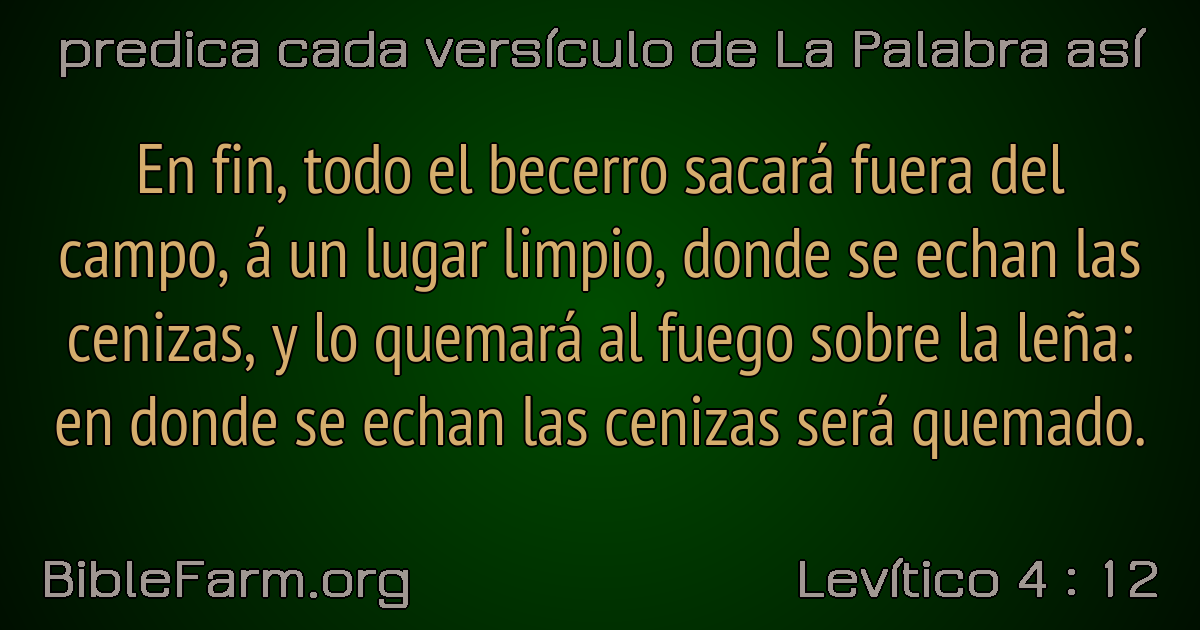 predica cada versículo de La Palabra así
En fin, todo el becerro sacará fuera del
campo, á un lugar limpio, donde se echan las
cenizas, y lo quemará al fuego sobre la leña:
en donde se echan las cenizas será quemado.
BibleFarm.org
Levítico 4 : 12